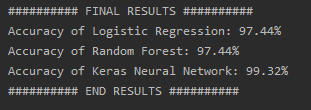 ########## FINAL RESULTS ##########
Accuracy of Logistic Regression: 97.44%
Accuracy of Random Forest: 97.44%
Accuracy of Keras Neural Network: 99.32%
########## END RESULTS ##########